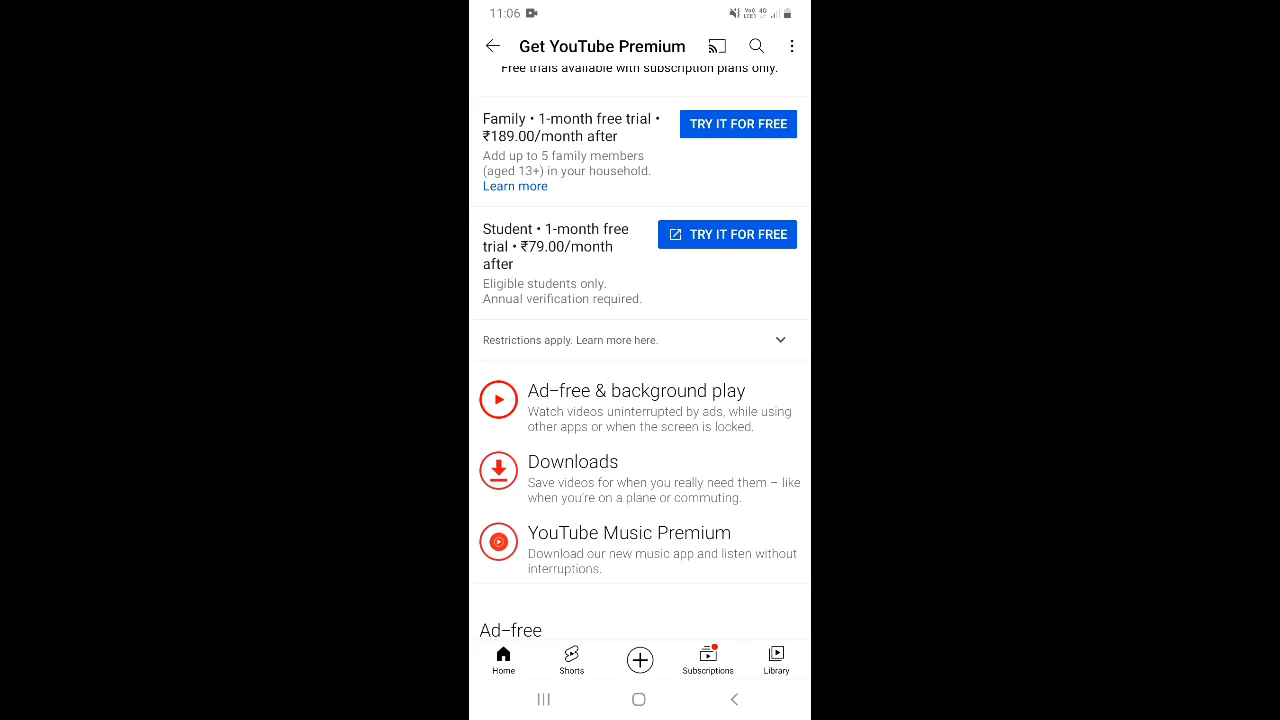 11:06
Vo) 4G
LTE1
Get YouTube Premium
Free trials available with subscription plans only.
Family • 1-month free trial •
₹189.00/month after
TRY IT FOR FREE
Add up to 5 family members
(aged 13+) in your household.
Learn more
Student • 1-month free
trial • ₹79.00/month
after
TRY IT FOR FREE
Eligible students only.
Annual verification required.
Restrictions apply. Learn more here.
Ad-free & background play
Watch videos uninterrupted by ads, while using
other apps or when the screen is locked.
Downloads
Save videos for when you really need them – like
when you're on a plane or commuting.
YouTube Music Premium
Download our new music app and listen without
interruptions.
Ad-free
Home
Shorts
Subscriptions
Library